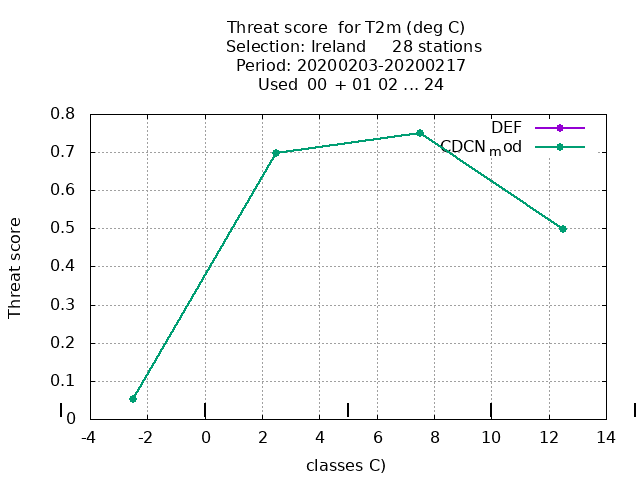 Threat score  for T2m (deg C)
Selection: Ireland     28 stations
Period: 20200203-20200217
Used  00  + 01 02 ... 24
0.8
0.7
0.6
0.5
0.4
0.3
0.2
0.1
0
Threat score
DEF
CDCN mod
-4 -2 0 2 4 6 8 10 12 14
classes C)